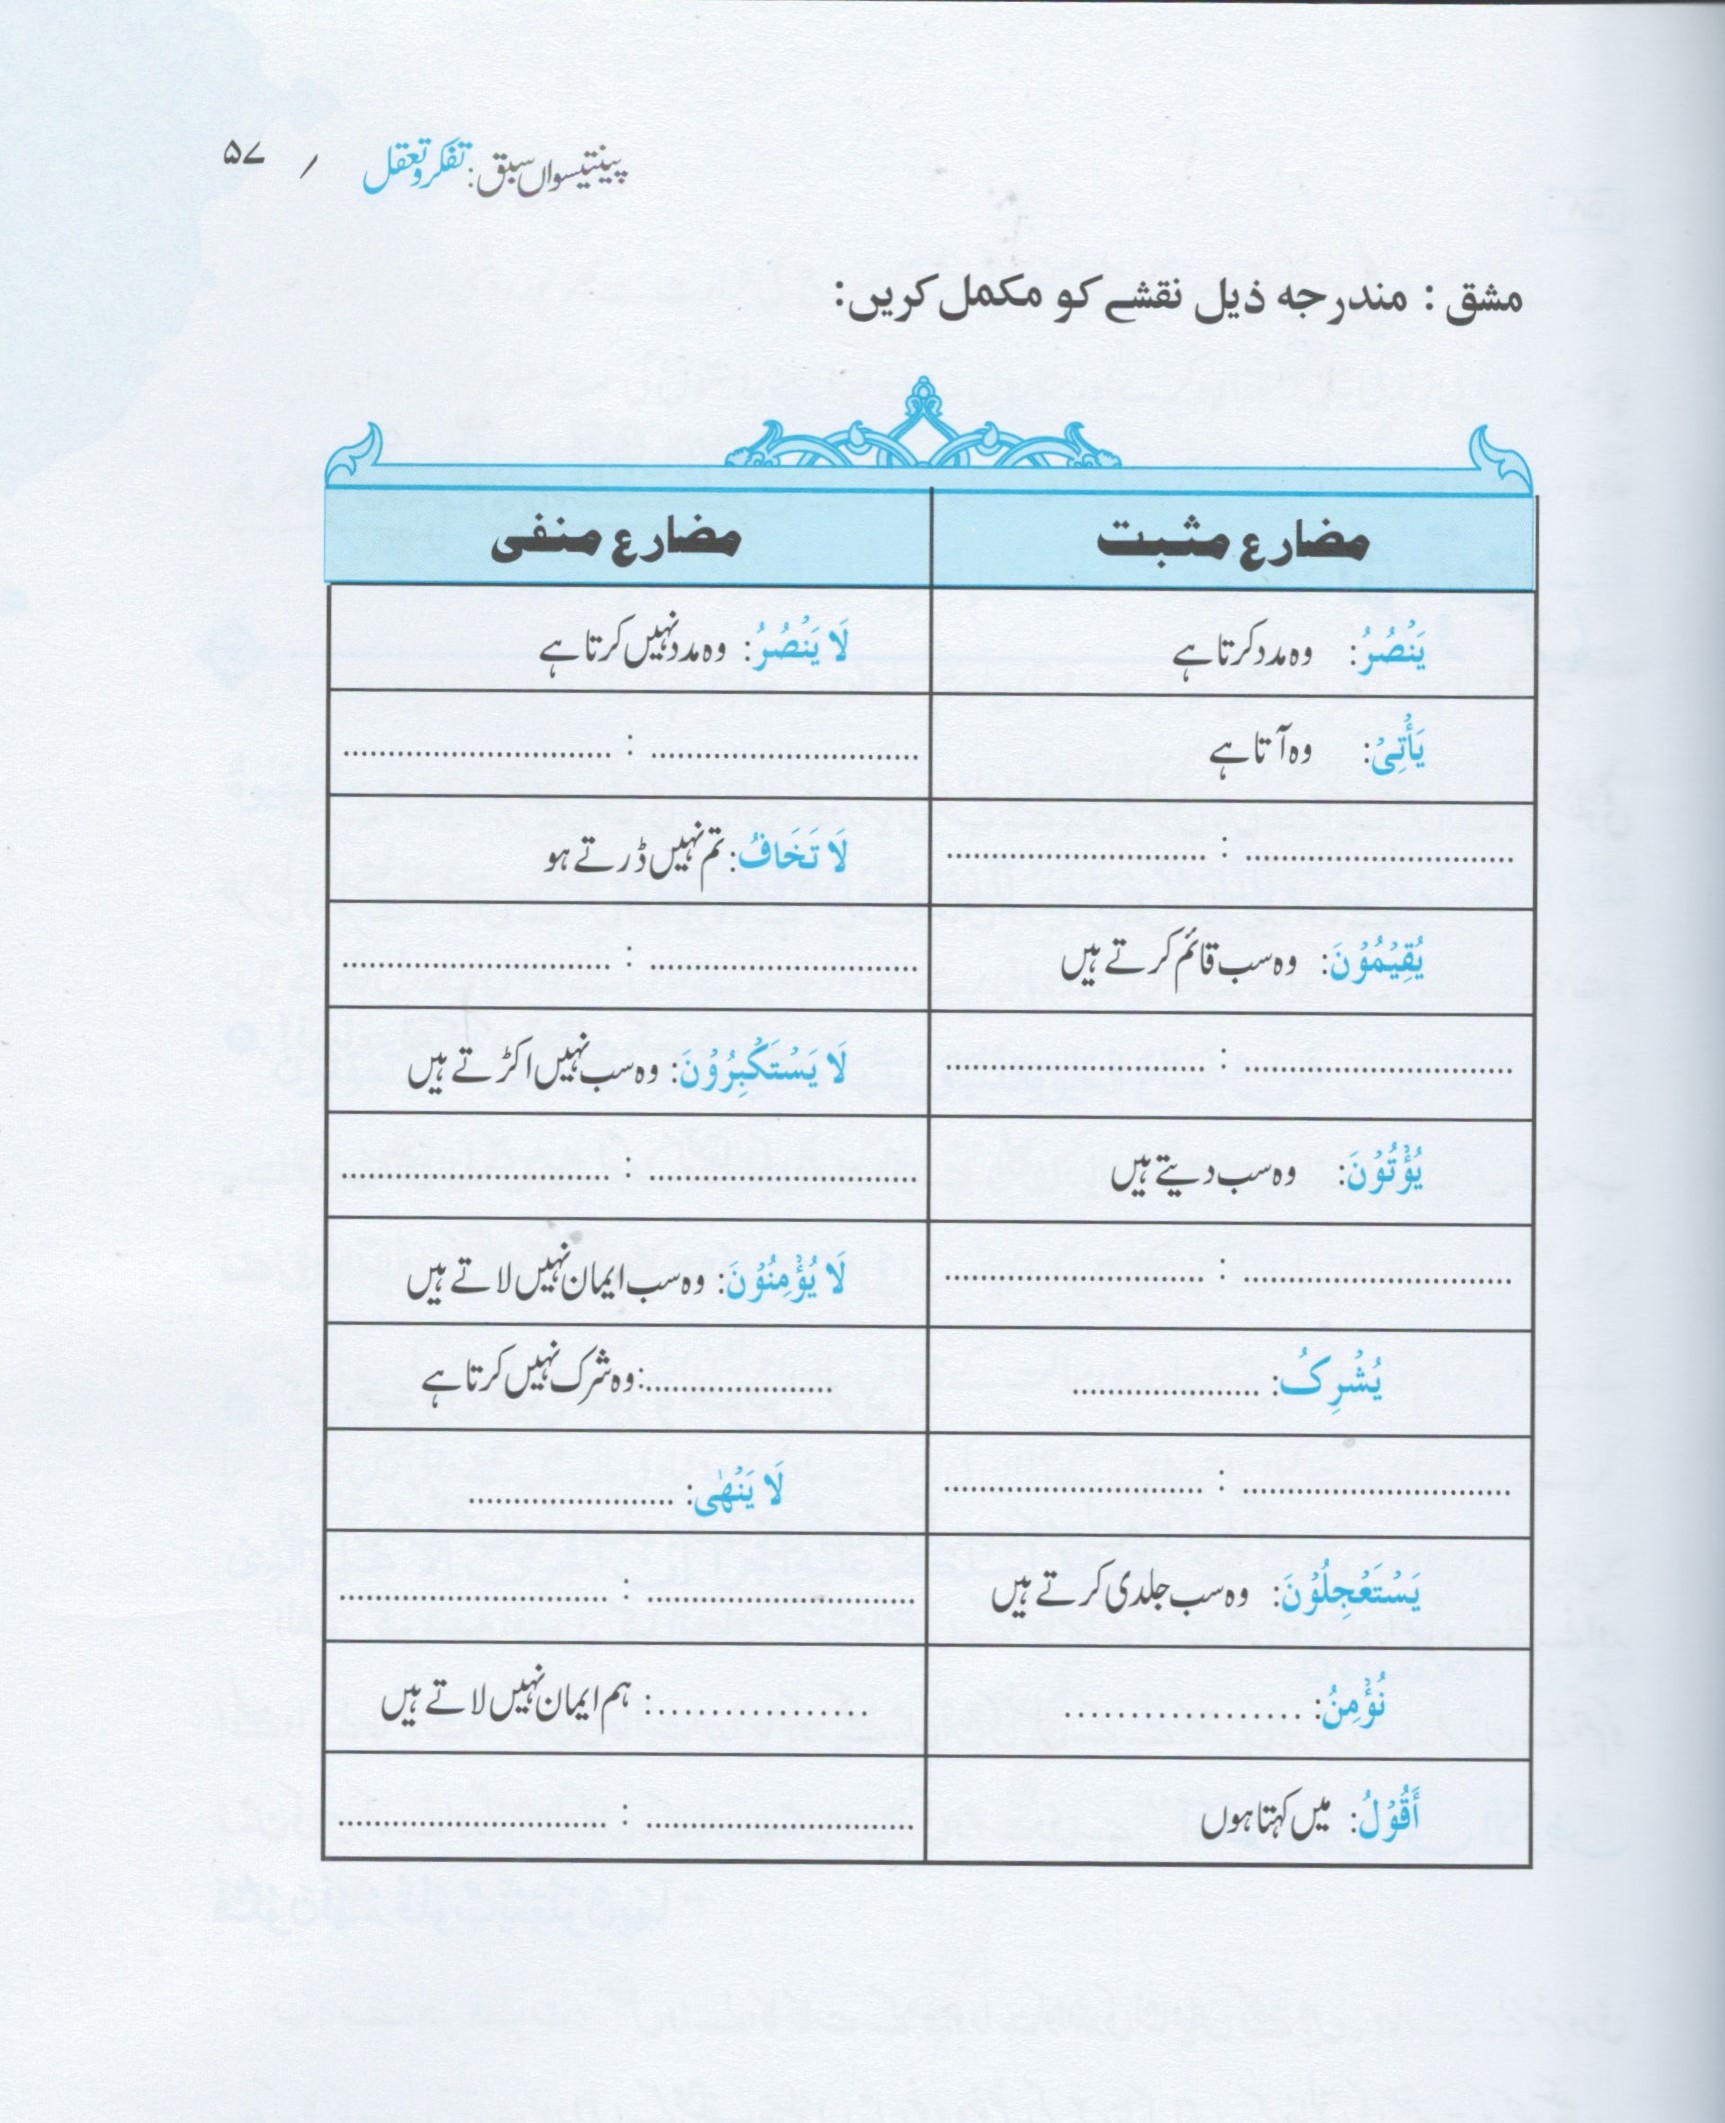 پینتیسواں سبق: تفکر و تعقل / ۵۷
مشق : مندرجہ ذیل نقشے کو مکمل کریں:
مضارع مثبت مضارع منفی
يَنْصُرُ: وہ مدد کرتا ہے لَا يَنْصُرُ: وہ مدد نہیں کرتا ہے
يَأْتِیْ: وہ آتا ہے .............................. : ..............................
.............................. : .............................. لَا تَخَافُ: تم نہیں ڈرتے ہو
يُقِيْمُوْنَ: وہ سب قائم کرتے ہیں .............................. : ..............................
.............................. : .............................. لَا يَسْتَكْبِرُوْنَ: وہ سب نہیں اکڑتے ہیں
يُؤْتُوْنَ: وہ سب دیتے ہیں .............................. : ..............................
.............................. : .............................. لَا يُؤْمِنُوْنَ: وہ سب ایمان نہیں لاتے ہیں
يُشْرِكُ: ..................... .....................: وہ شرک نہیں کرتا ہے
.............................. : .............................. لَا يَنْهٰی: .......................
يَسْتَعْجِلُوْنَ: وہ سب جلدی کرتے ہیں .............................. : ..............................
نُؤْمِنُ: .................. .................: ہم ایمان نہیں لاتے ہیں
أَقُوْلُ: میں کہتا ہوں .............................. : ..............................